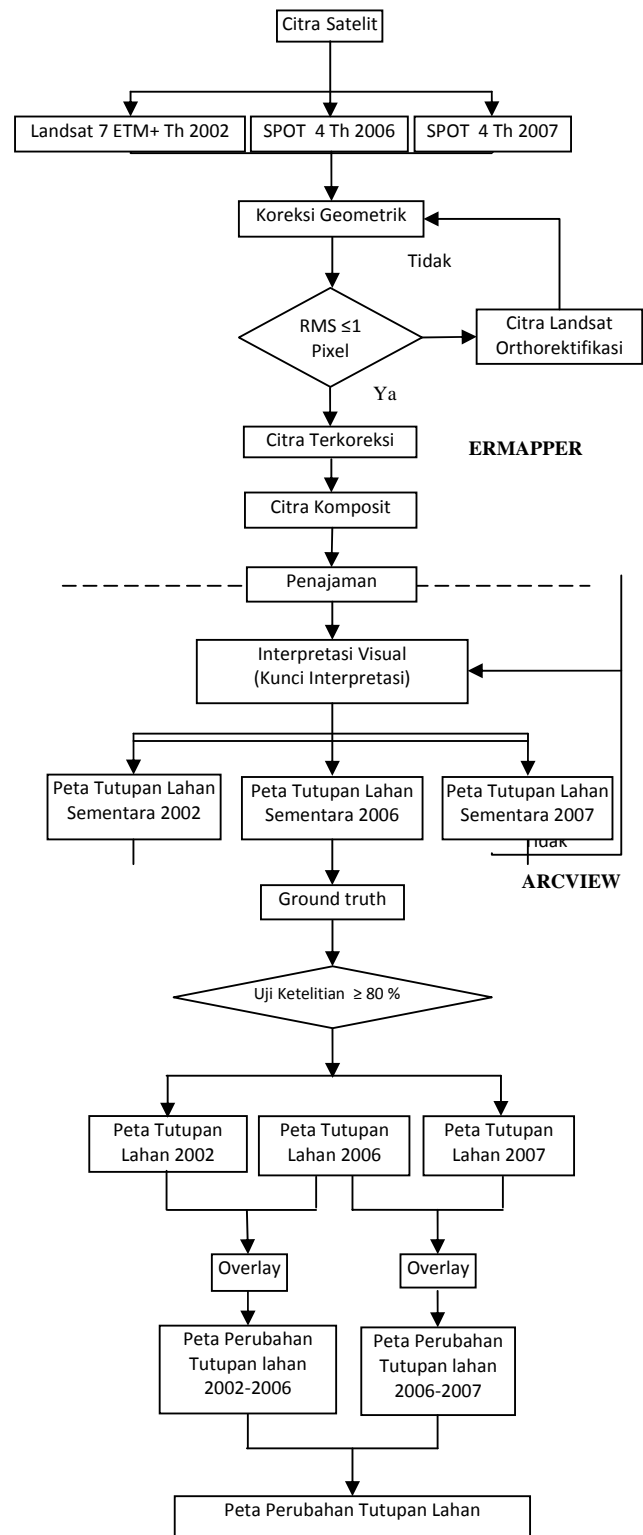 Citra Satelit
Landsat 7 ETM+ Th 2002
SPOT 4 Th 2006
SPOT 4 Th 2007
Koreksi Geometrik
Tidak
RMS ≤1
Pixel
Citra Landsat
Orthorektifikasi
Ya
Citra Terkoreksi
ERMAPPER
Citra Komposit
Penajaman
Interpretasi Visual
(Kunci Interpretasi)
Peta Tutupan Lahan
Sementara 2002
Peta Tutupan Lahan
Sementara 2006
Peta Tutupan Lahan
Sementara 2007
Tidak
ARCVIEW
Ground truth
Uji Ketelitian ≥ 80 %
Peta Tutupan
Lahan 2002
Peta Tutupan
Lahan 2006
Peta Tutupan
Lahan 2007
Overlay
Overlay
Peta Perubahan
Tutupan lahan
2002-2006
Peta Perubahan
Tutupan lahan
2006-2007
Peta Perubahan Tutupan Lahan